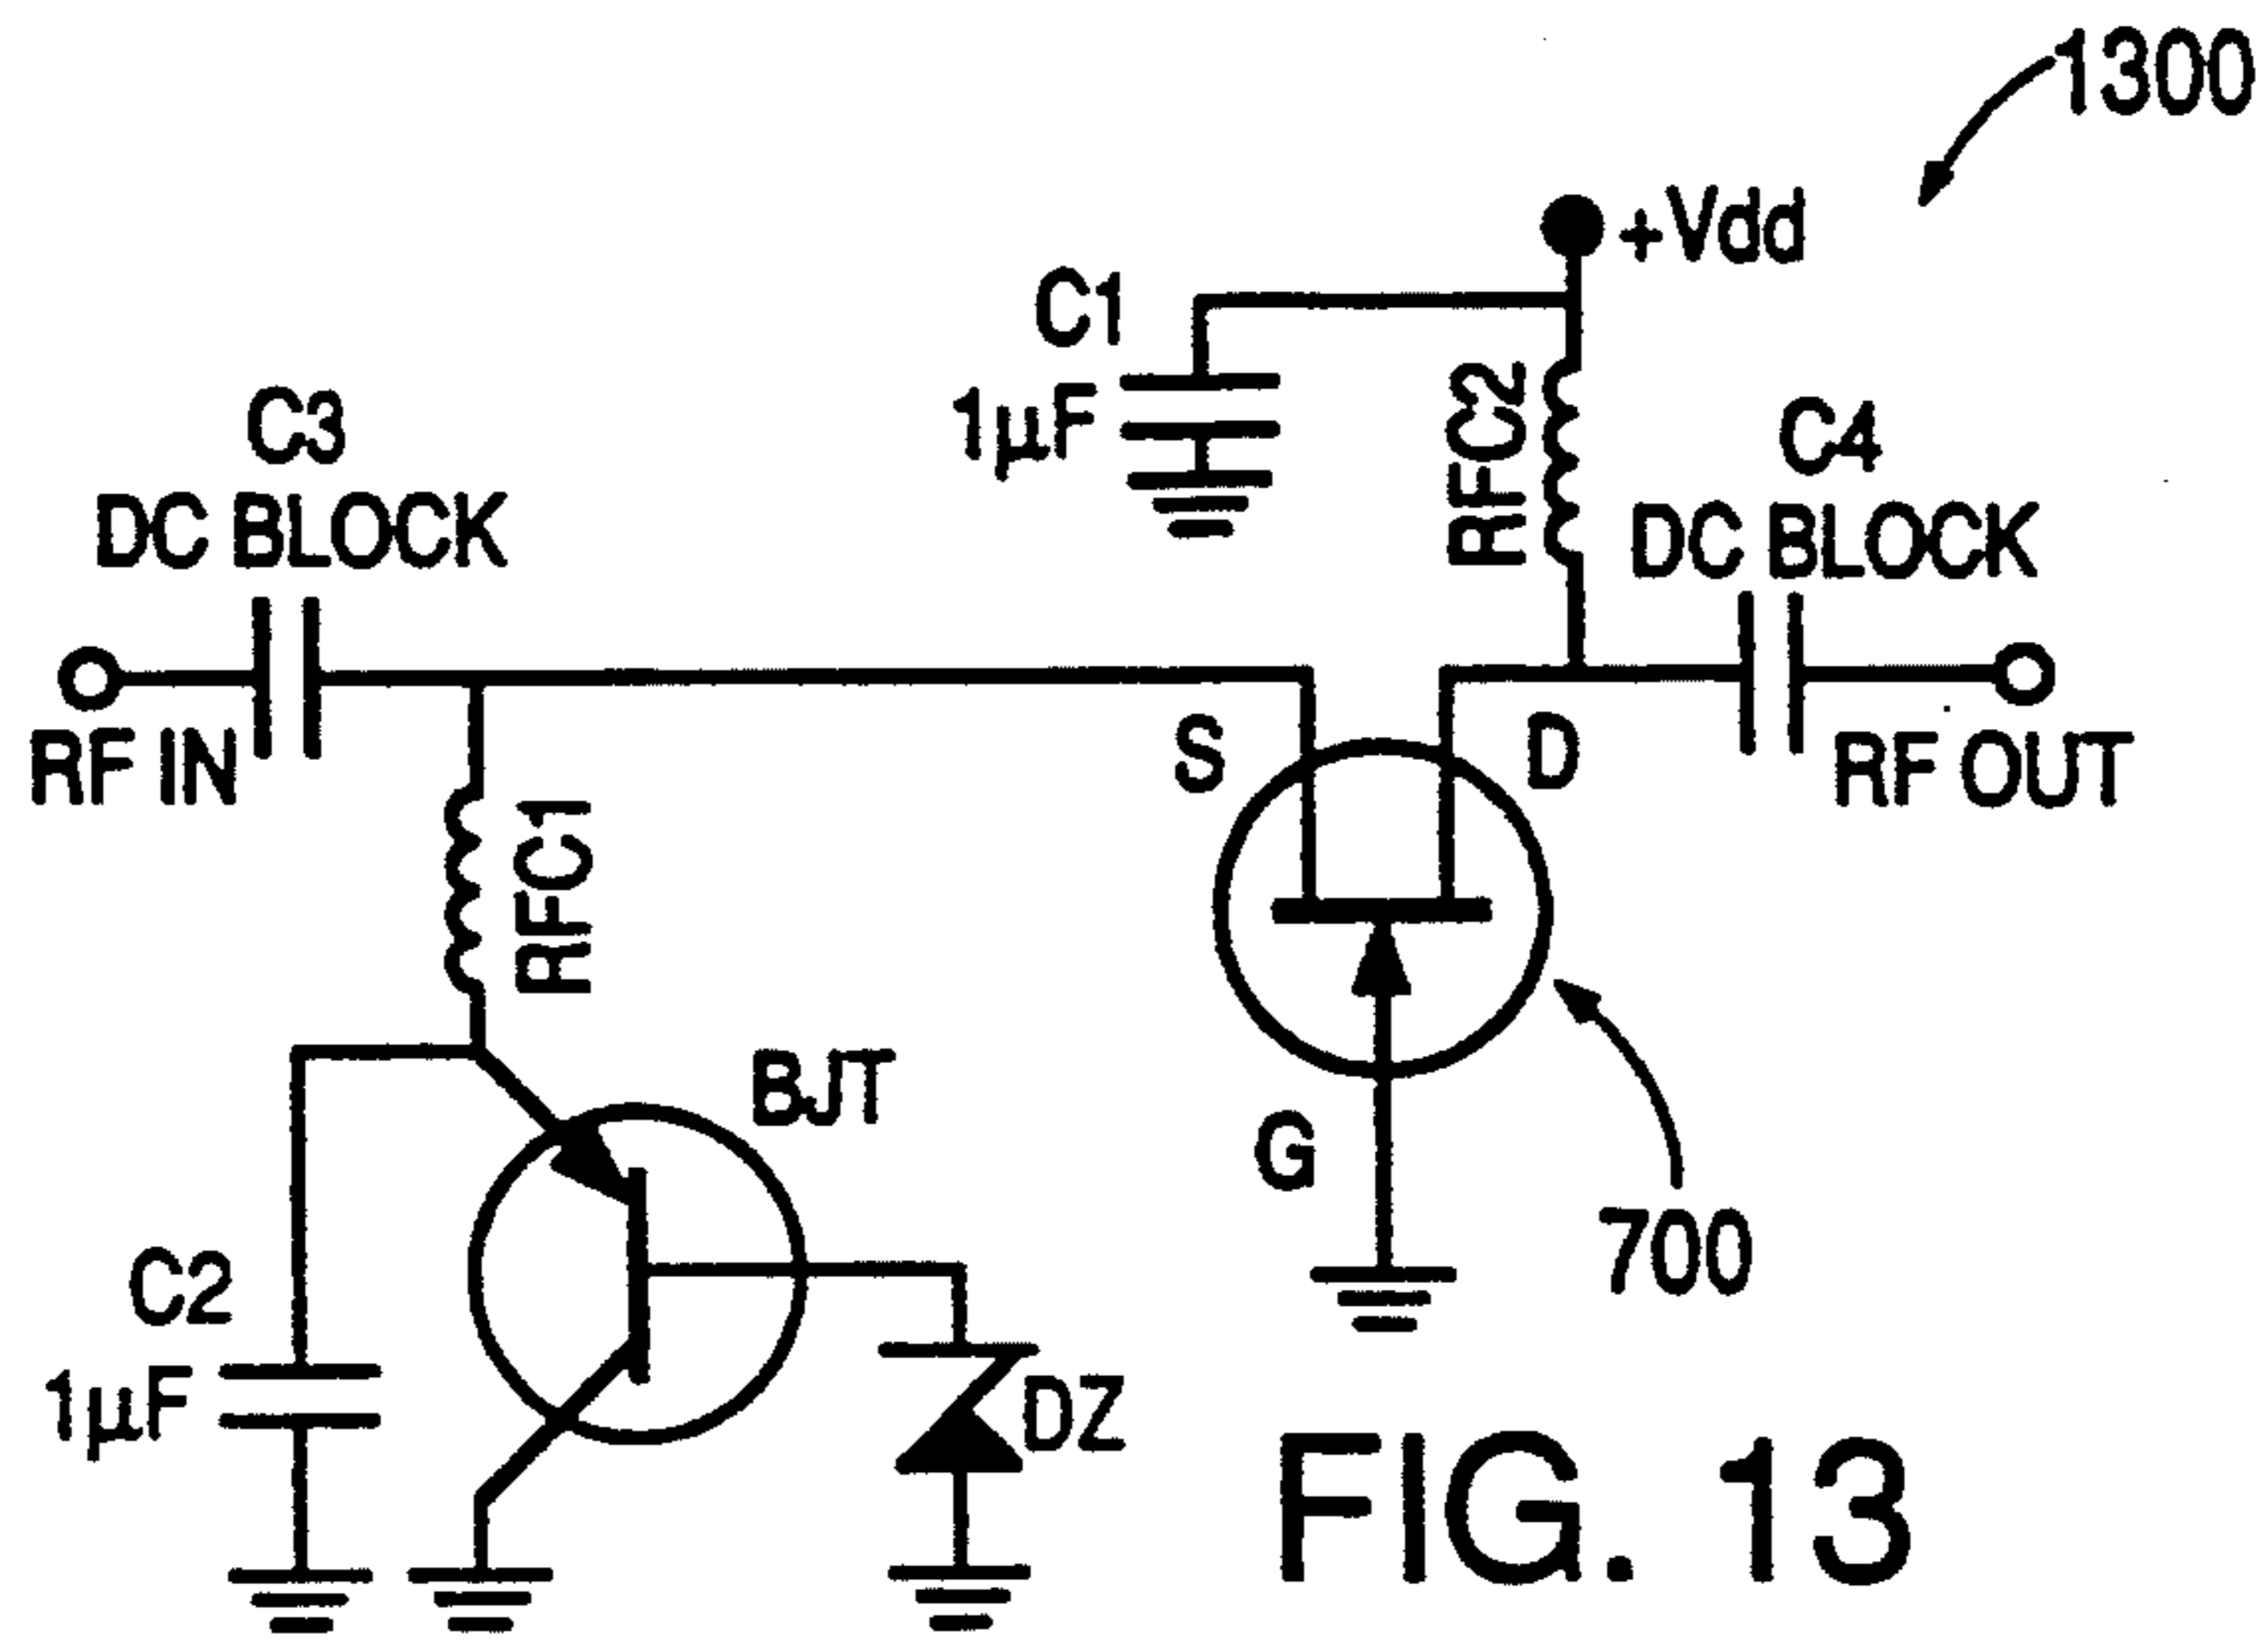 1300
+Vdd
C1
1µF
RFC2
C3
DC BLOCK
C4
DC BLOCK
RF IN
S
D
RF OUT
RFC1
BJT
G
700
C2
1µF
DZ
FIG. 13